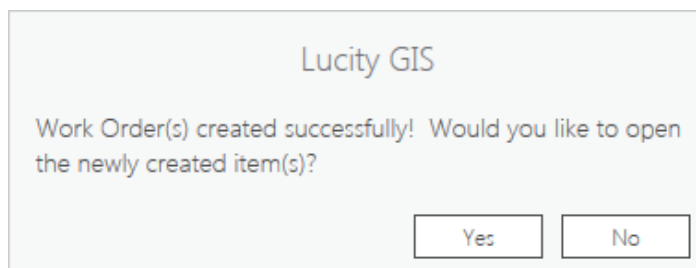 Lucity GIS
Work Order(s) created successfully!  Would you like to open
the newly created item(s)?
Yes
No